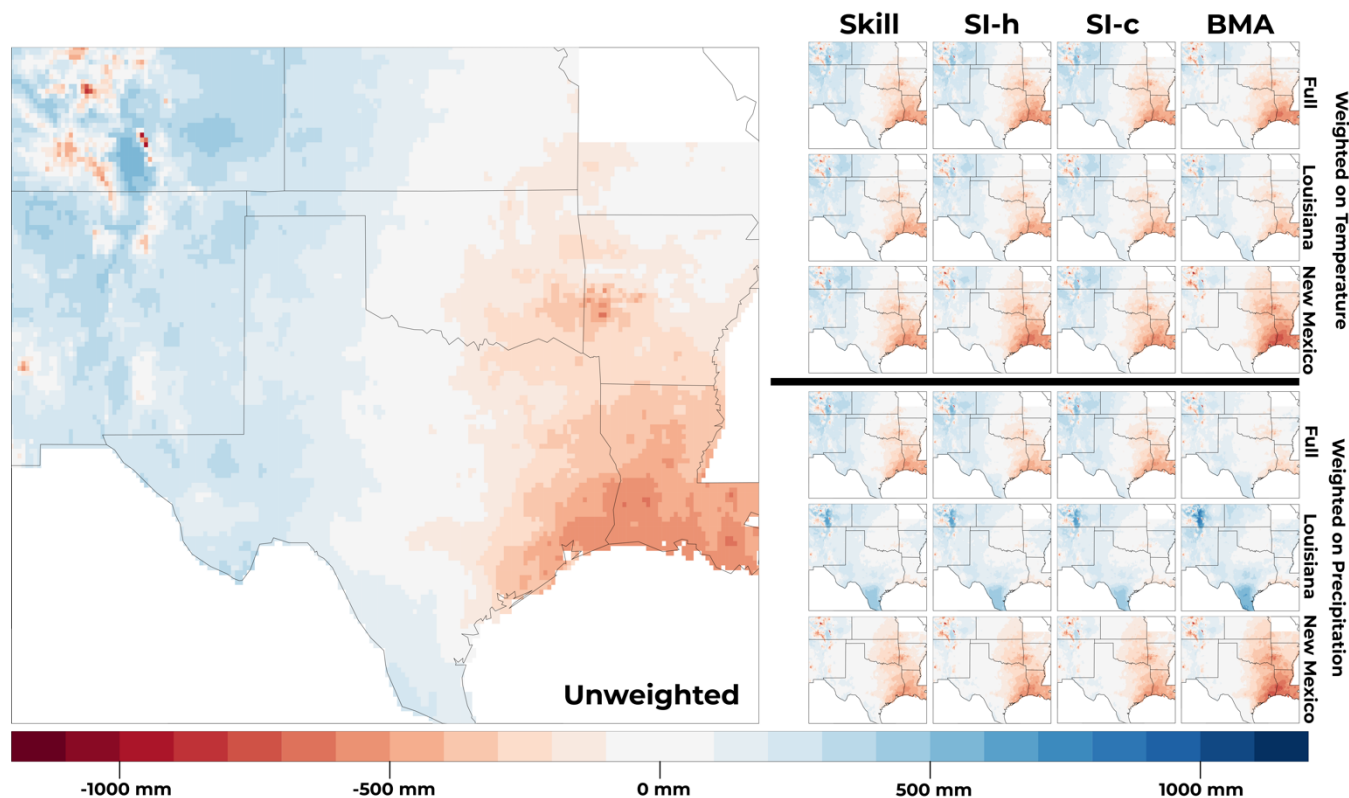 Skill SI-h SI-c BMA
Full
Louisiana
New Mexico
Weighted on Temperature
Full
Louisiana
New Mexico
Weighted on Precipitation
Unweighted
-1000 mm -500 mm 0 mm 500 mm 1000 mm